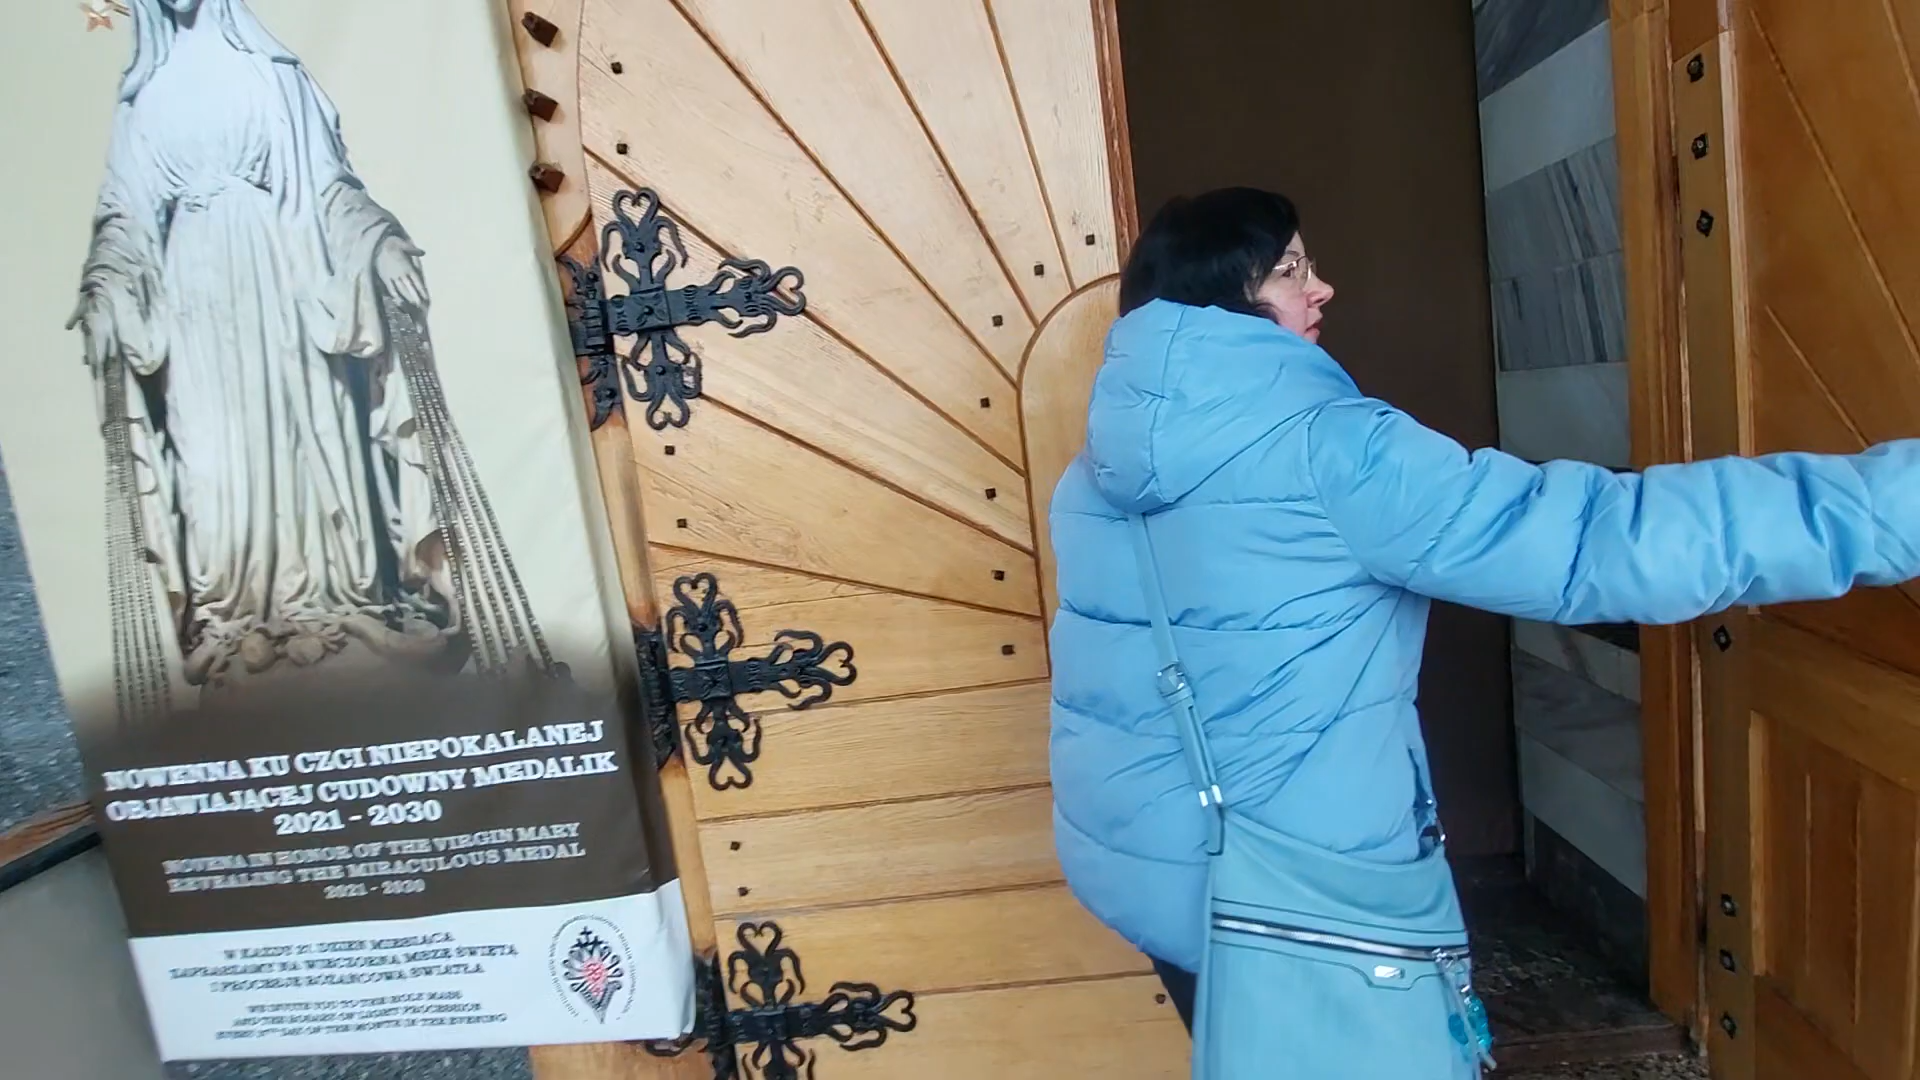 NOWENNA KU CZCI NIEPOKALANEJ
OBJAWIAJĄCEJ CUDOWNY MEDALIK
2021 - 2030
NOVENA IN HONOR OF THE VIRGIN MARY
REVEALING THE MIRACULOUS MEDAL
2021 - 2030
W KAŻDY 27 DZIEŃ MIESIĄCA
ZAPRASZAMY NA WIECZORNĄ MSZĘ ŚWIĘTĄ
I PROCESJĘ RÓŻAŃCOWĄ ŚWIATŁA
WE INVITE YOU TO THE HOLY MASS
AND THE ROSARY OF LIGHT PROCESSION
EVERY 27TH DAY OF THE MONTH IN THE EVENING